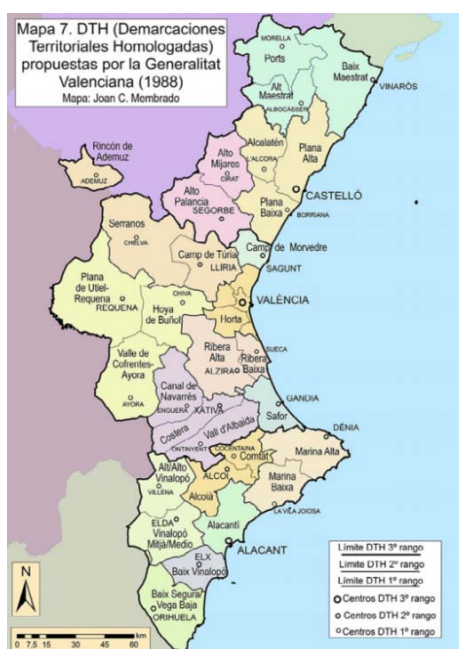 Mapa 7. DTH (Demarcaciones
Territoriales Homologadas)
propuestas por la Generalitat
Valenciana (1988)
Mapa: Joan C. Membrado
MORELLA
Ports
Baix
Maestrat
VINARÒS
Alt
Maestrat
ALBOCÀSSER
Rincón de
Ademuz
ADEMUZ
Alcalatén
L'ALCORA
Plana
Alta
Alto
Mijares
CIRAT
CASTELLÓ
Alto
Palancia
SEGORBE
Plana
Baixa
BORRIANA
Serranos
CHELVA
Camp de Morvedre
SAGUNT
Camp de Túria
LLÍRIA
Plana
de Utiel-
Requena
REQUENA
CHIVA
Hoya
de Buñol
VALÈNCIA
Horta
Valle de
Cofrentes-
Ayora
AYORA
Ribera
Alta
ALZIRA
SUECA
Ribera
Baixa
Canal de
Navarrés
ENGUERA
XÀTIVA
GANDIA
Safor
Costera
Vall d'Albaida
ONTINYENT
DÉNIA
COCENTAINA
Comtat
Marina Alta
Alt/Alto
Vinalopó
VILLENA
ALCOI
Alcoià
Marina
Baixa
LA VILA JOIOSA
ELDA
Vinalopó
Mitjà/Medio
Alacantí
ALACANT
ELX
Baix Vinalopó
Baix Segura/
Vega Baja
ORIHUELA
Límite DTH 3º rango
Límite DTH 2º rango
Límite DTH 1º rango
Centros DTH 3º rango
Centros DTH 2º rango
Centros DTH 1º rango
N
0 7,5 15 30 45 60
km